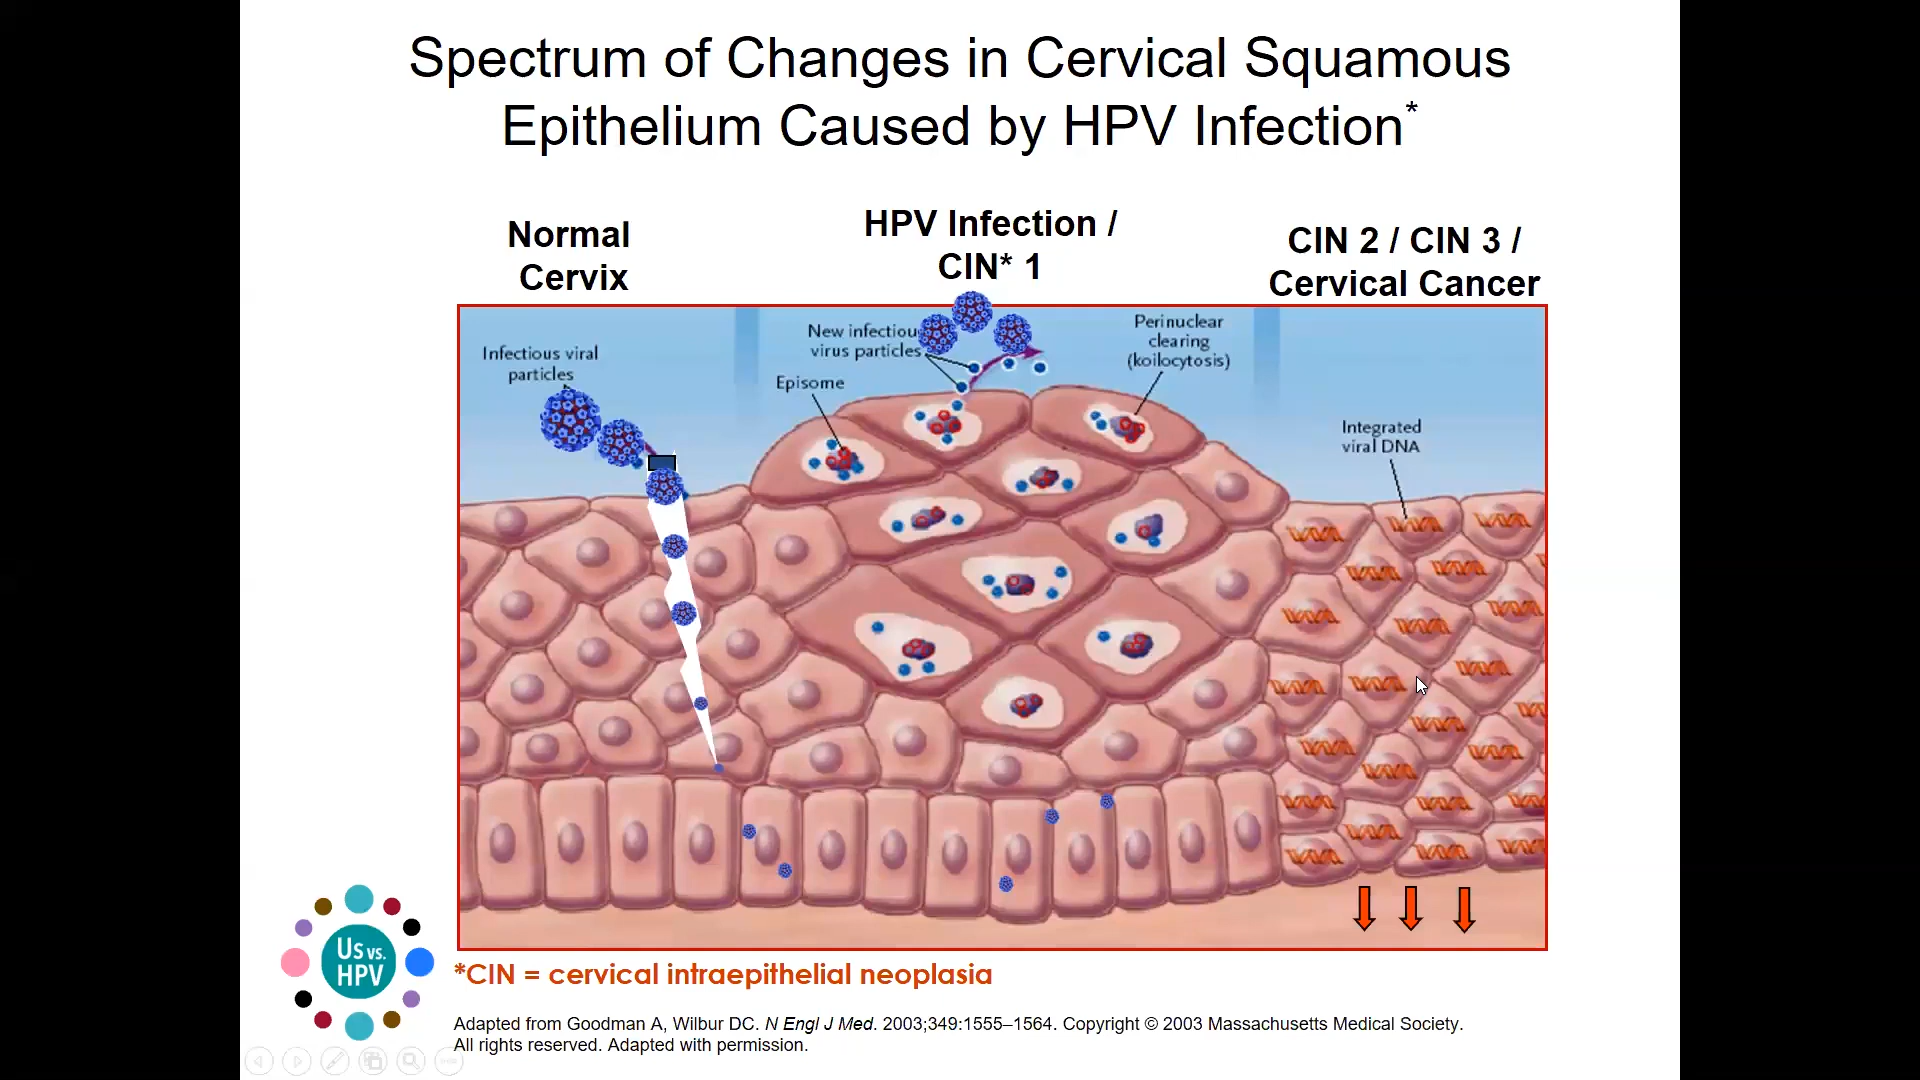 Spectrum of Changes in Cervical Squamous
Epithelium Caused by HPV Infection*
Normal
Cervix
HPV Infection /
CIN* 1
CIN 2 / CIN 3 /
Cervical Cancer
Infectious viral
particles
New infectiou
virus particles
Episome
Perinuclear
clearing
(koilocytosis)
Integrated
viral DNA
Us vs.
HPV
*CIN = cervical intraepithelial neoplasia
Adapted from Goodman A, Wilbur DC. N Engl J Med. 2003;349:1555–1564. Copyright © 2003 Massachusetts Medical Society.
All rights reserved. Adapted with permission.